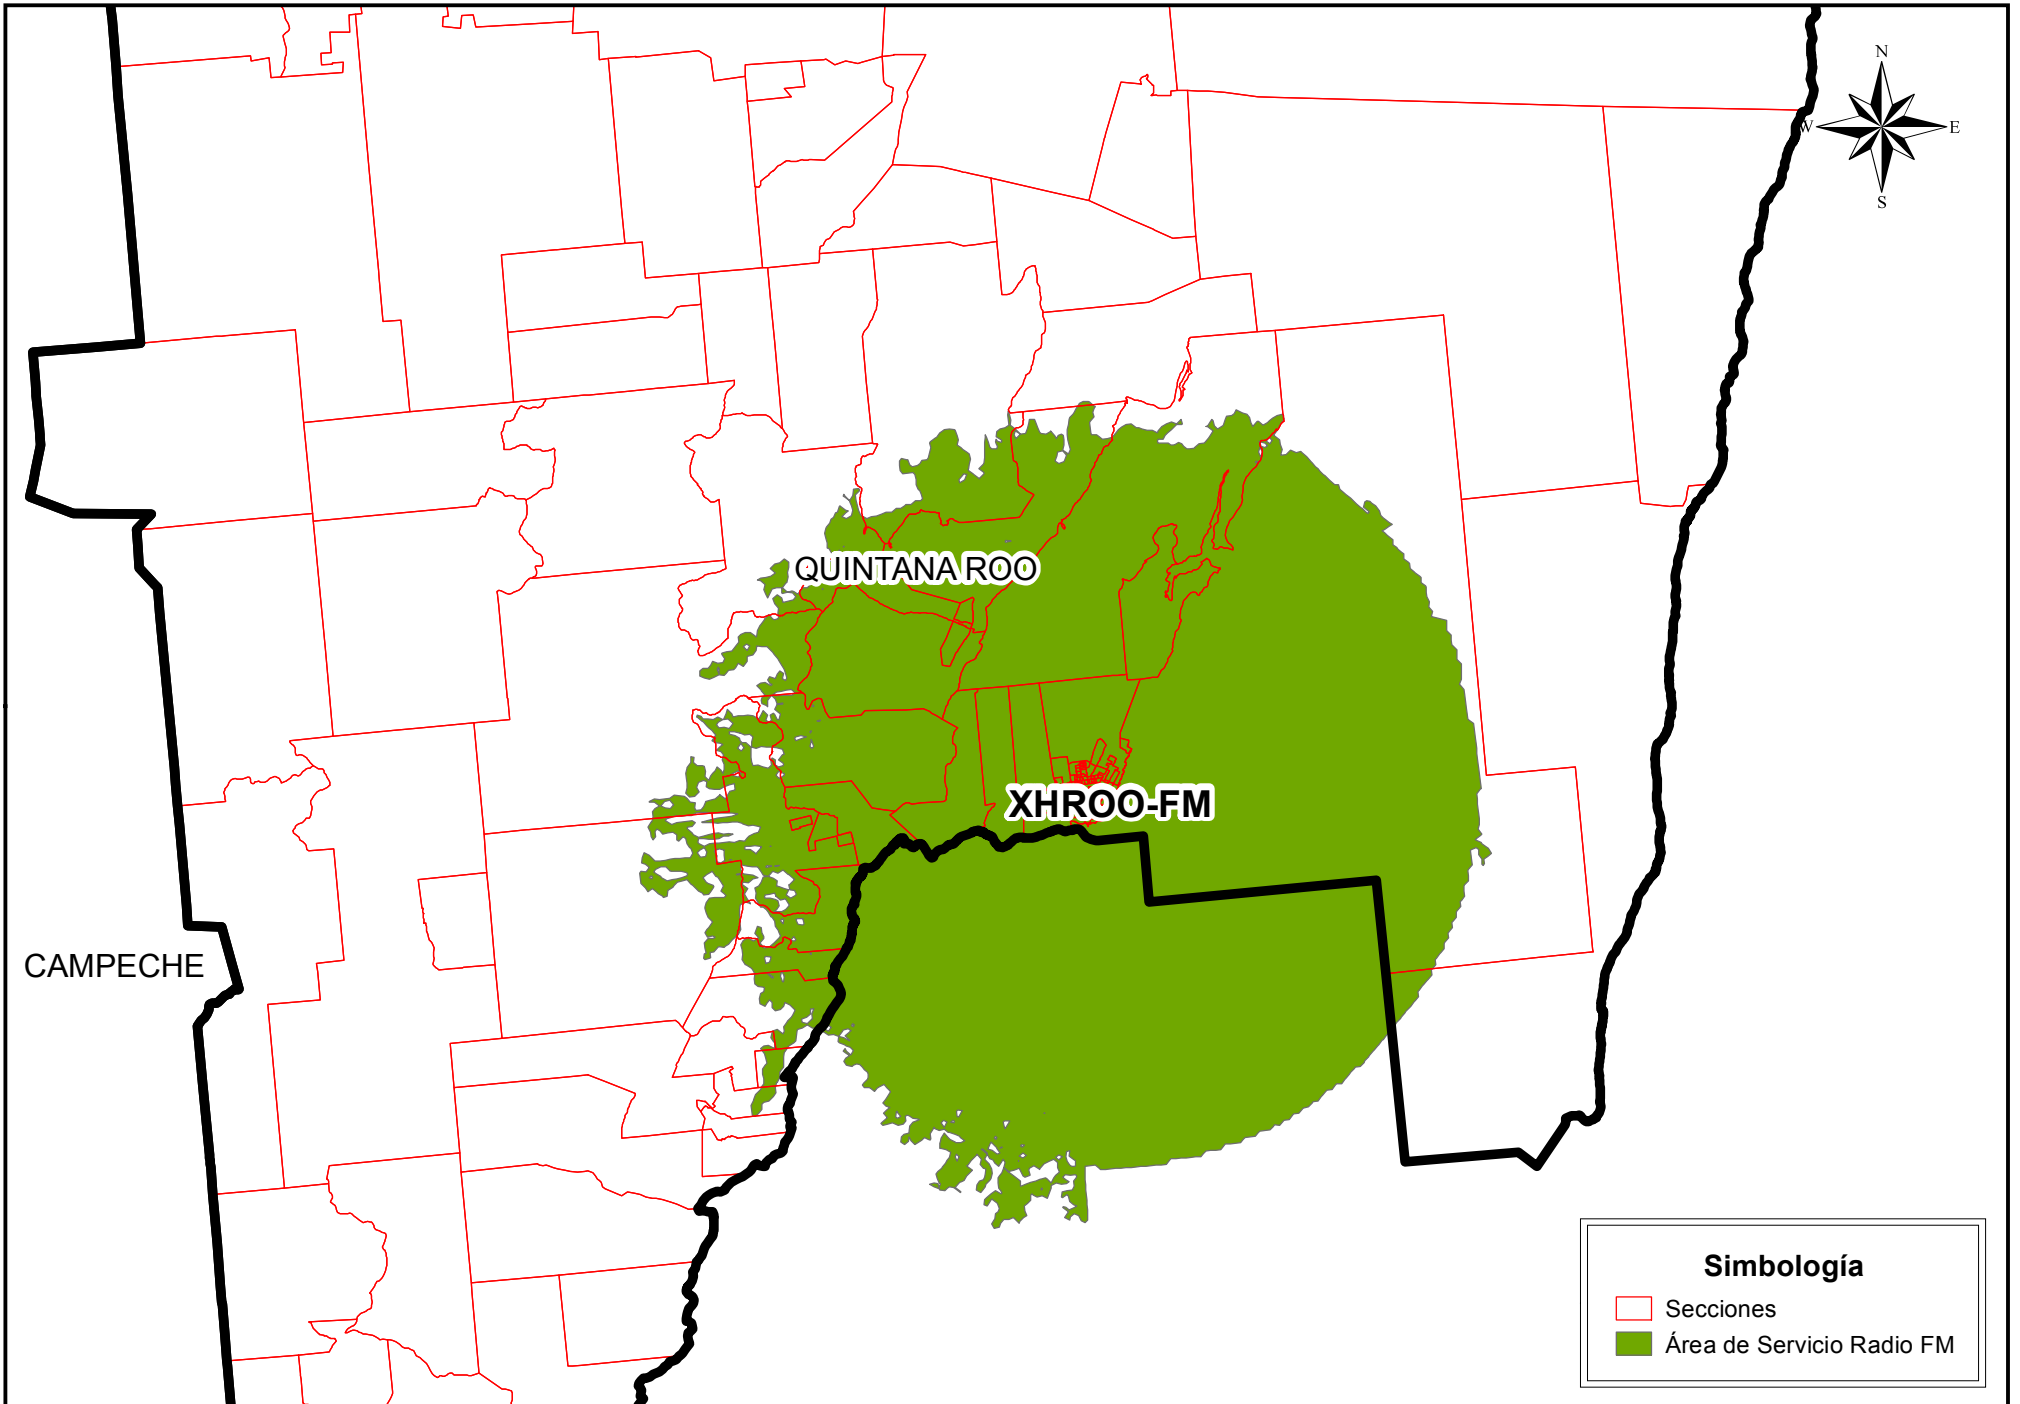 N
W
E
S
QUINTANA ROO
XHROO-FM
CAMPECHE
Simbología
Secciones
Área de Servicio Radio FM